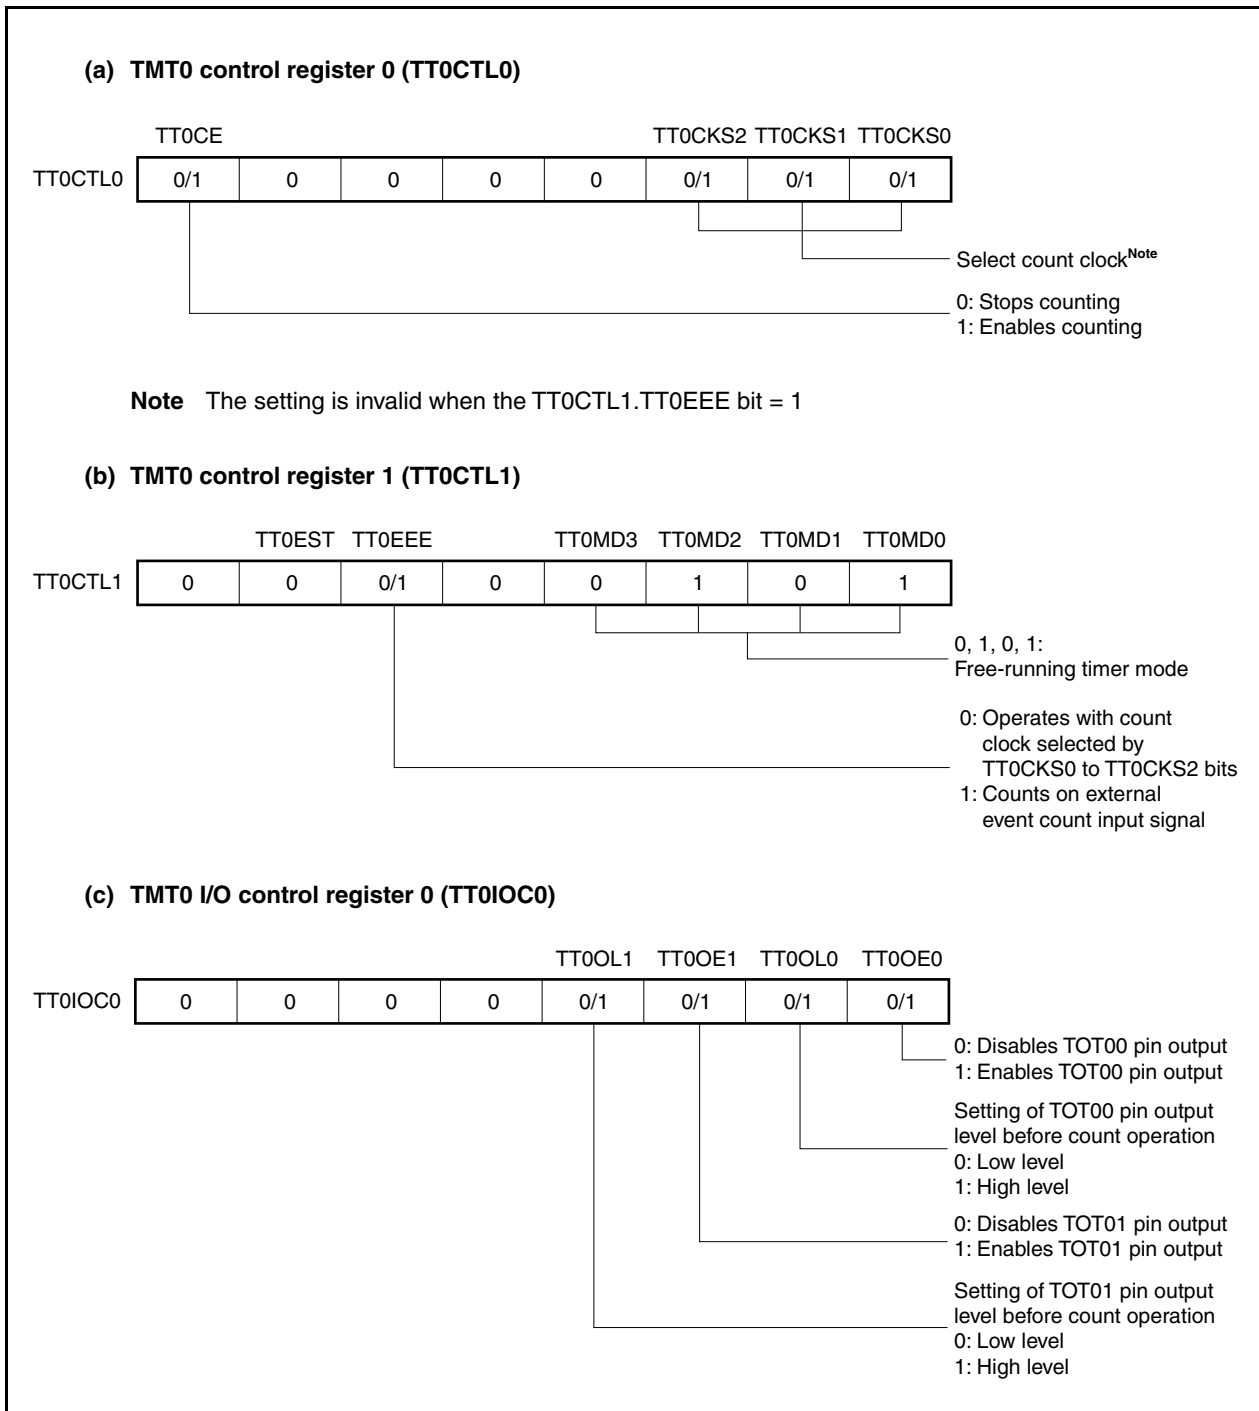 (a) TMT0 control register 0 (TT0CTL0)
TT0CE TT0CKS2 TT0CKS1 TT0CKS0
TT0CTL0 0/1 0 0 0 0 0/1 0/1 0/1
Select count clockNote
0: Stops counting
1: Enables counting
Note The setting is invalid when the TT0CTL1.TT0EEE bit = 1
(b) TMT0 control register 1 (TT0CTL1)
TT0EST TT0EEE TT0MD3 TT0MD2 TT0MD1 TT0MD0
TT0CTL1 0 0 0/1 0 0 1 0 1
0, 1, 0, 1:
Free-running timer mode
0: Operates with count
clock selected by
TT0CKS0 to TT0CKS2 bits
1: Counts on external
event count input signal
(c) TMT0 I/O control register 0 (TT0IOC0)
TT0OL1 TT0OE1 TT0OL0 TT0OE0
TT0IOC0 0 0 0 0 0/1 0/1 0/1 0/1
0: Disables TOT00 pin output
1: Enables TOT00 pin output
Setting of TOT00 pin output
level before count operation
0: Low level
1: High level
0: Disables TOT01 pin output
1: Enables TOT01 pin output
Setting of TOT01 pin output
level before count operation
0: Low level
1: High level